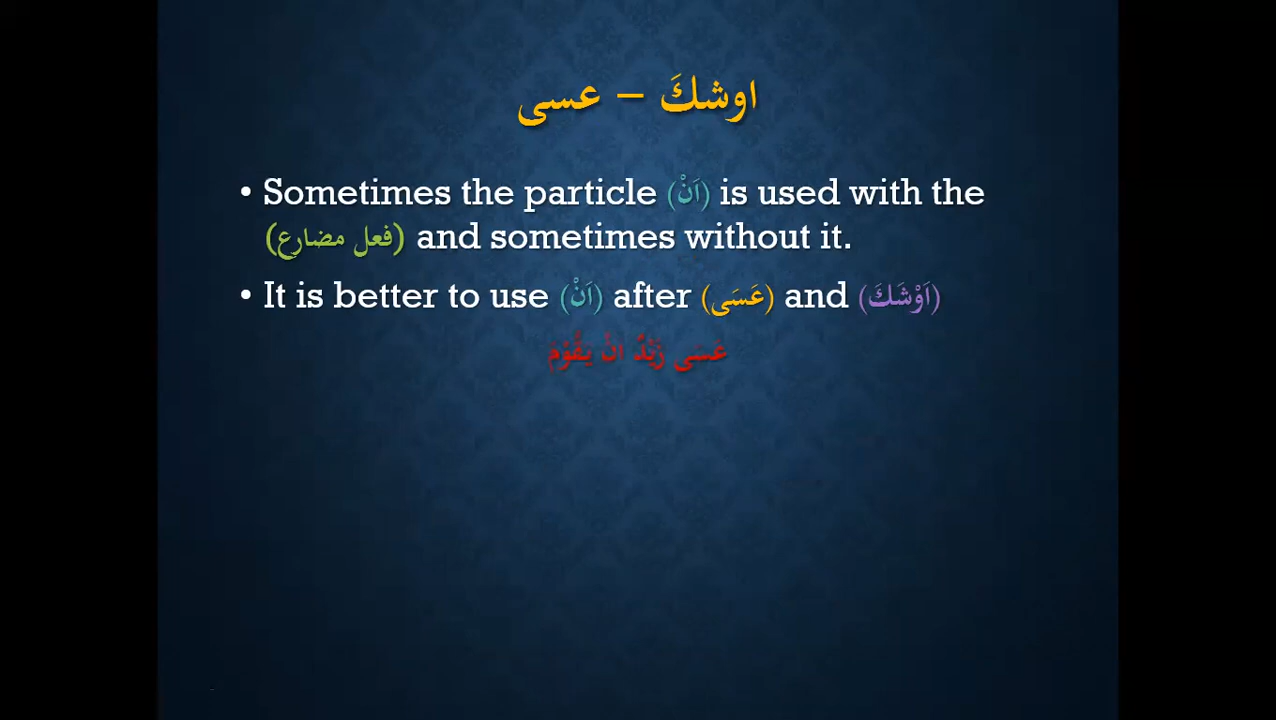 اوشكَ – عسى
• Sometimes the particle (اَنْ) is used with the
(فعل مضارع) and sometimes without it.
• It is better to use (اَنْ) after (عَسَى) and (اَوْشَكَ)
عَسَى زَيْدٌ انْ يَقُوْمَ